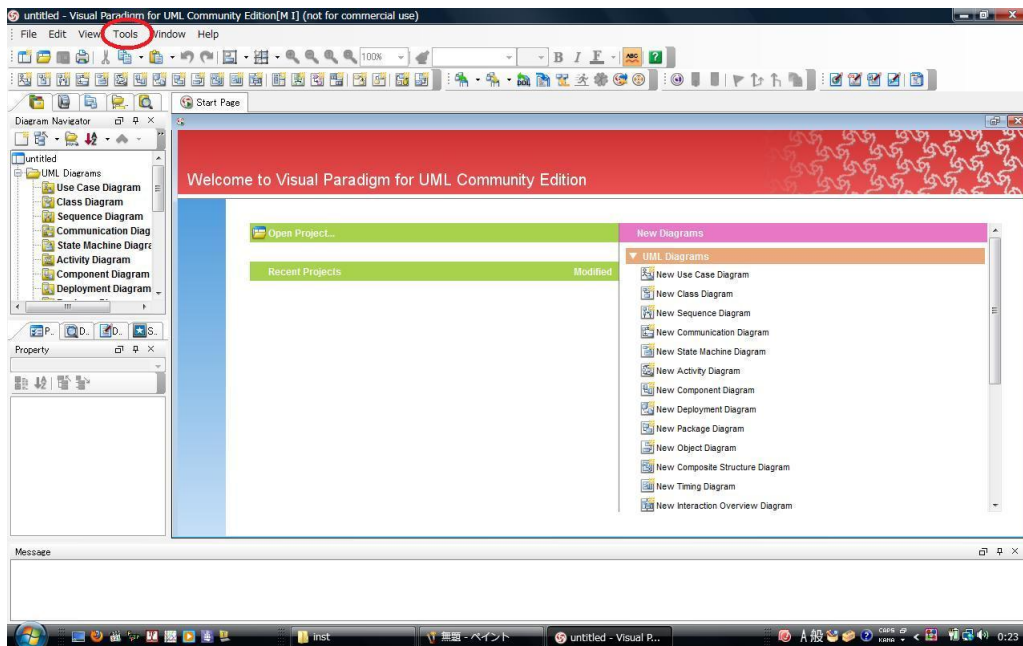 untitled - Visual Paradigm for UML Community Edition[M I] (not for commercial use)
File Edit View Tools Window Help
100% B I F ABC ?
Start Page
Diagram Navigator
untitled
UML Diagrams
Use Case Diagram
Class Diagram
Sequence Diagram
Communication Diag
State Machine Diagra
Activity Diagram
Component Diagram
Deployment Diagram
P.. D.. D.. S..
Property
Welcome to Visual Paradigm for UML Community Edition
Open Project...
Recent Projects Modified
New Diagrams
UML Diagrams
New Use Case Diagram
New Class Diagram
New Sequence Diagram
New Communication Diagram
New State Machine Diagram
New Activity Diagram
New Component Diagram
New Deployment Diagram
New Package Diagram
New Object Diagram
New Composite Structure Diagram
New Timing Diagram
New Interaction Overview Diagram
Message
inst 無題 - ペイント untitled - Visual P... A 般 CAPS KANA 0:23